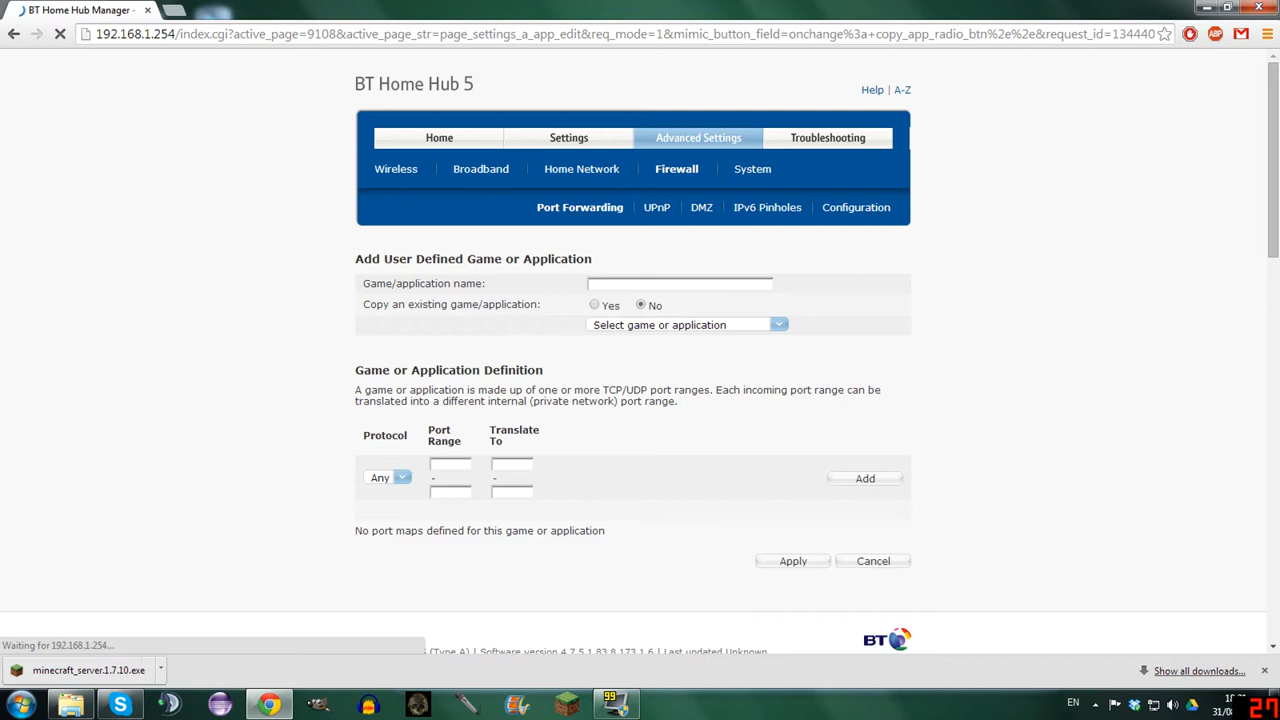 BT Home Hub Manager -
192.168.1.254/index.cgi?active_page=9108&active_page_str=page_settings_a_app_edit&req_mode=1&mimic_button_field=onchange%3a+copy_app_radio_btn%2e%2e&request_id=134440
BT Home Hub 5
Help | A-Z
Home Settings Advanced Settings Troubleshooting
Wireless Broadband Home Network Firewall System
Port Forwarding UPnP DMZ IPv6 Pinholes Configuration
Add User Defined Game or Application
Game/application name:
Copy an existing game/application: Yes No
Select game or application
Game or Application Definition
A game or application is made up of one or more TCP/UDP port ranges. Each incoming port range can be
translated into a different internal (private network) port range.
Protocol Port Range Translate To
Any - - Add
No port maps defined for this game or application
Apply Cancel
BT
Waiting for 192.168.1.254...
(Type A) | Software version 4.7.5.1.83.8.173.1.6 | Last updated Unknown
minecraft_server.1.7.10.exe
Show all downloads...
99
EN
31/08
27